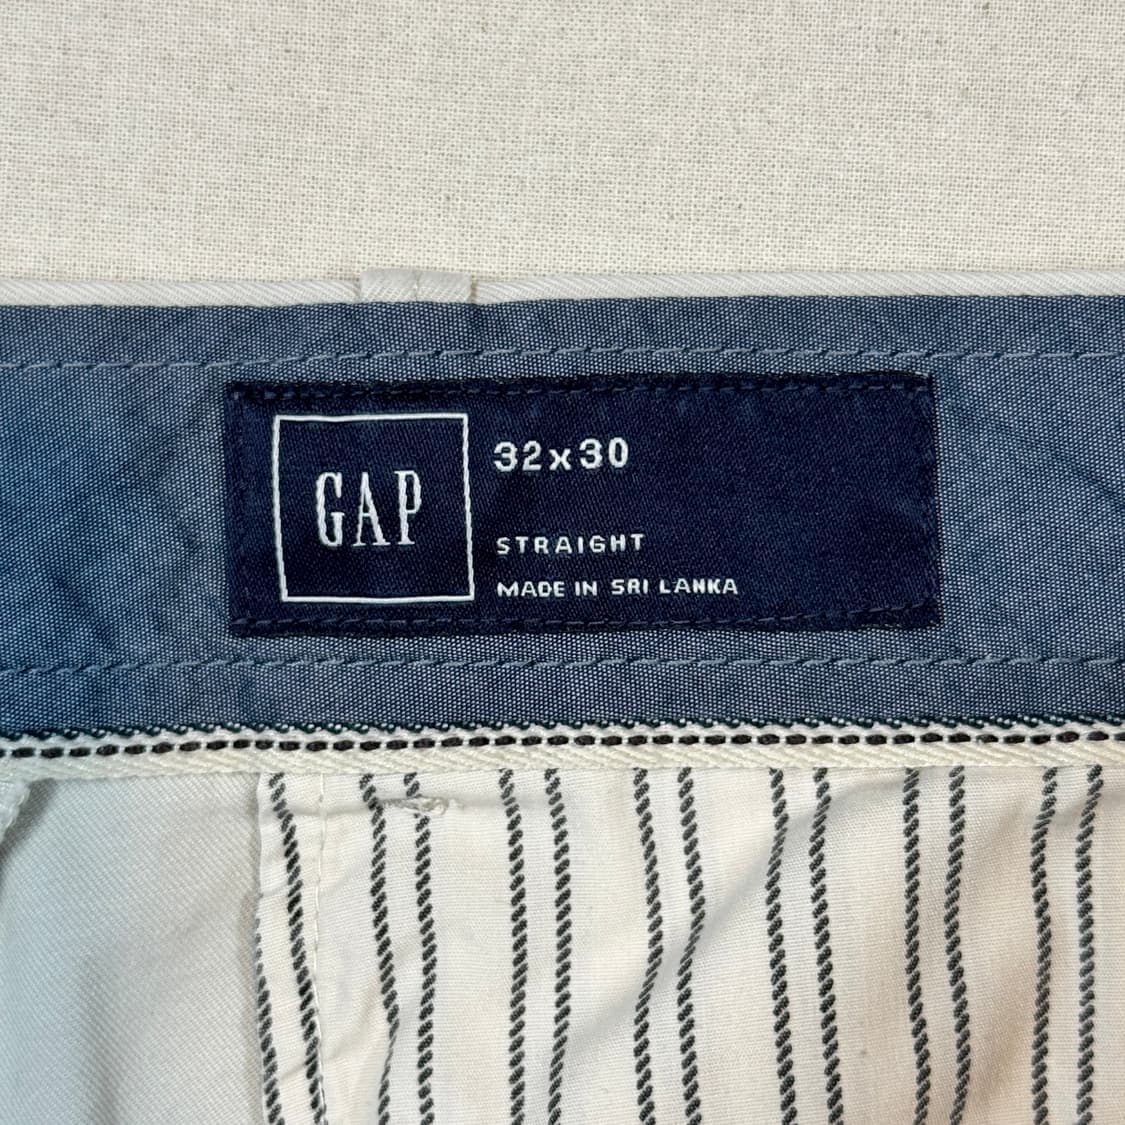 GAP
32x30
STRAIGHT
MADE IN SRI LANKA